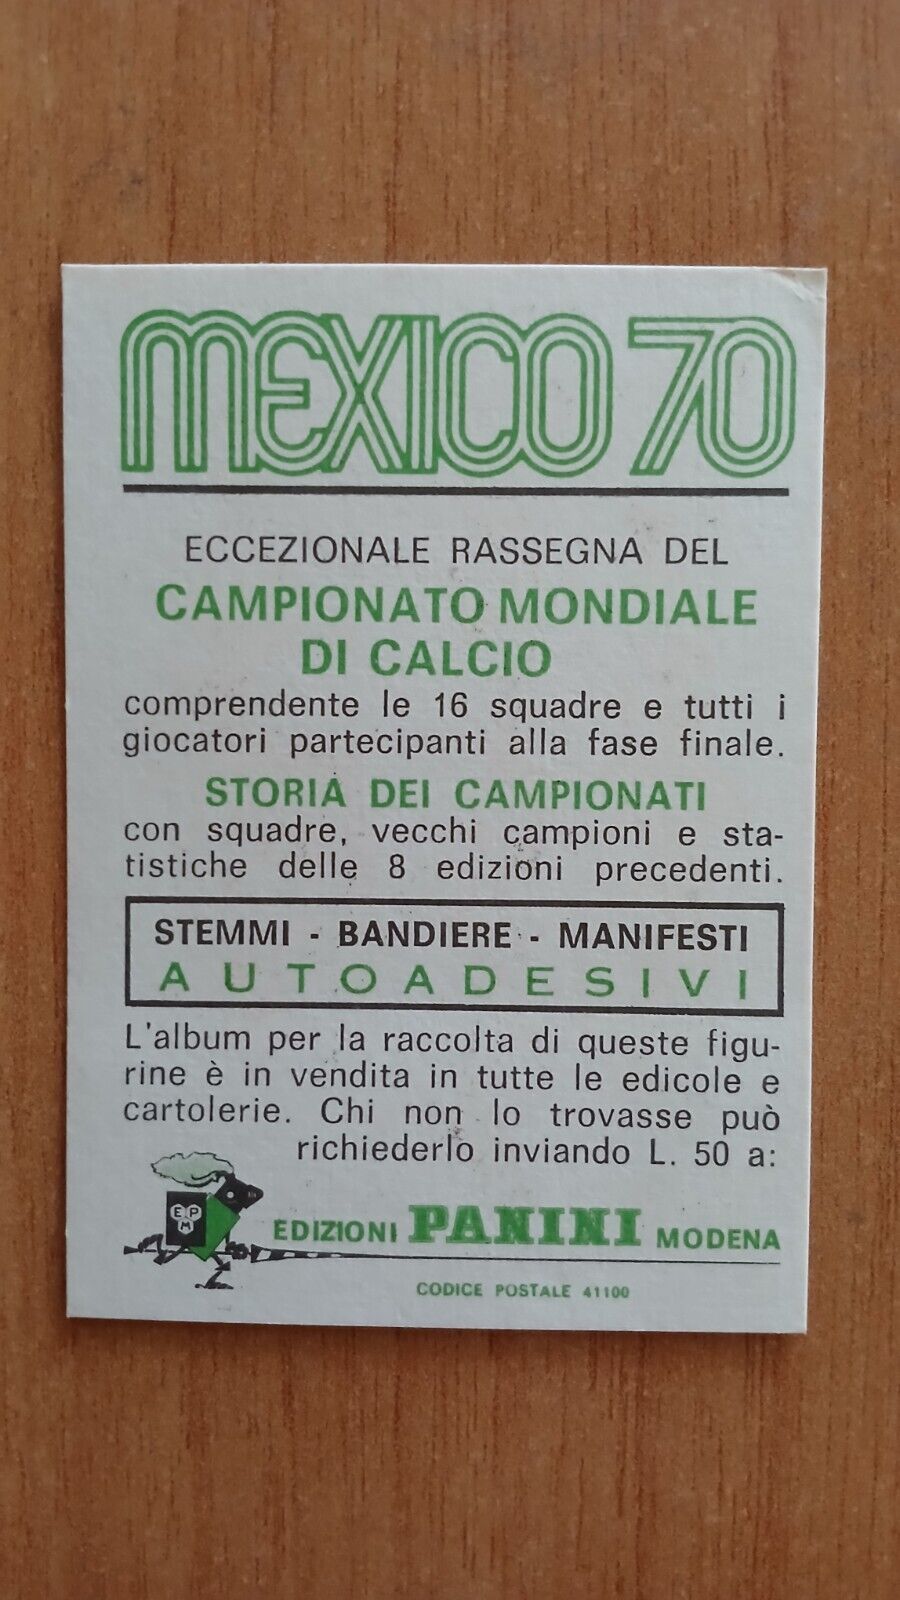 MEXICO 70
ECCEZIONALE RASSEGNA DEL
CAMPIONATO MONDIALE
DI CALCIO
comprendente le 16 squadre e tutti i
giocatori partecipanti alla fase finale.
STORIA DEI CAMPIONATI
con squadre, vecchi campioni e sta-
tistiche delle 8 edizioni precedenti.
STEMMI - BANDIERE - MANIFESTI
AUTOADESIVI
L'album per la raccolta di queste figu-
rine è in vendita in tutte le edicole e
cartolerie. Chi non lo trovasse può
richiederlo inviando L. 50 a:
E P
M
EDIZIONI PANINI MODENA
CODICE POSTALE 41100